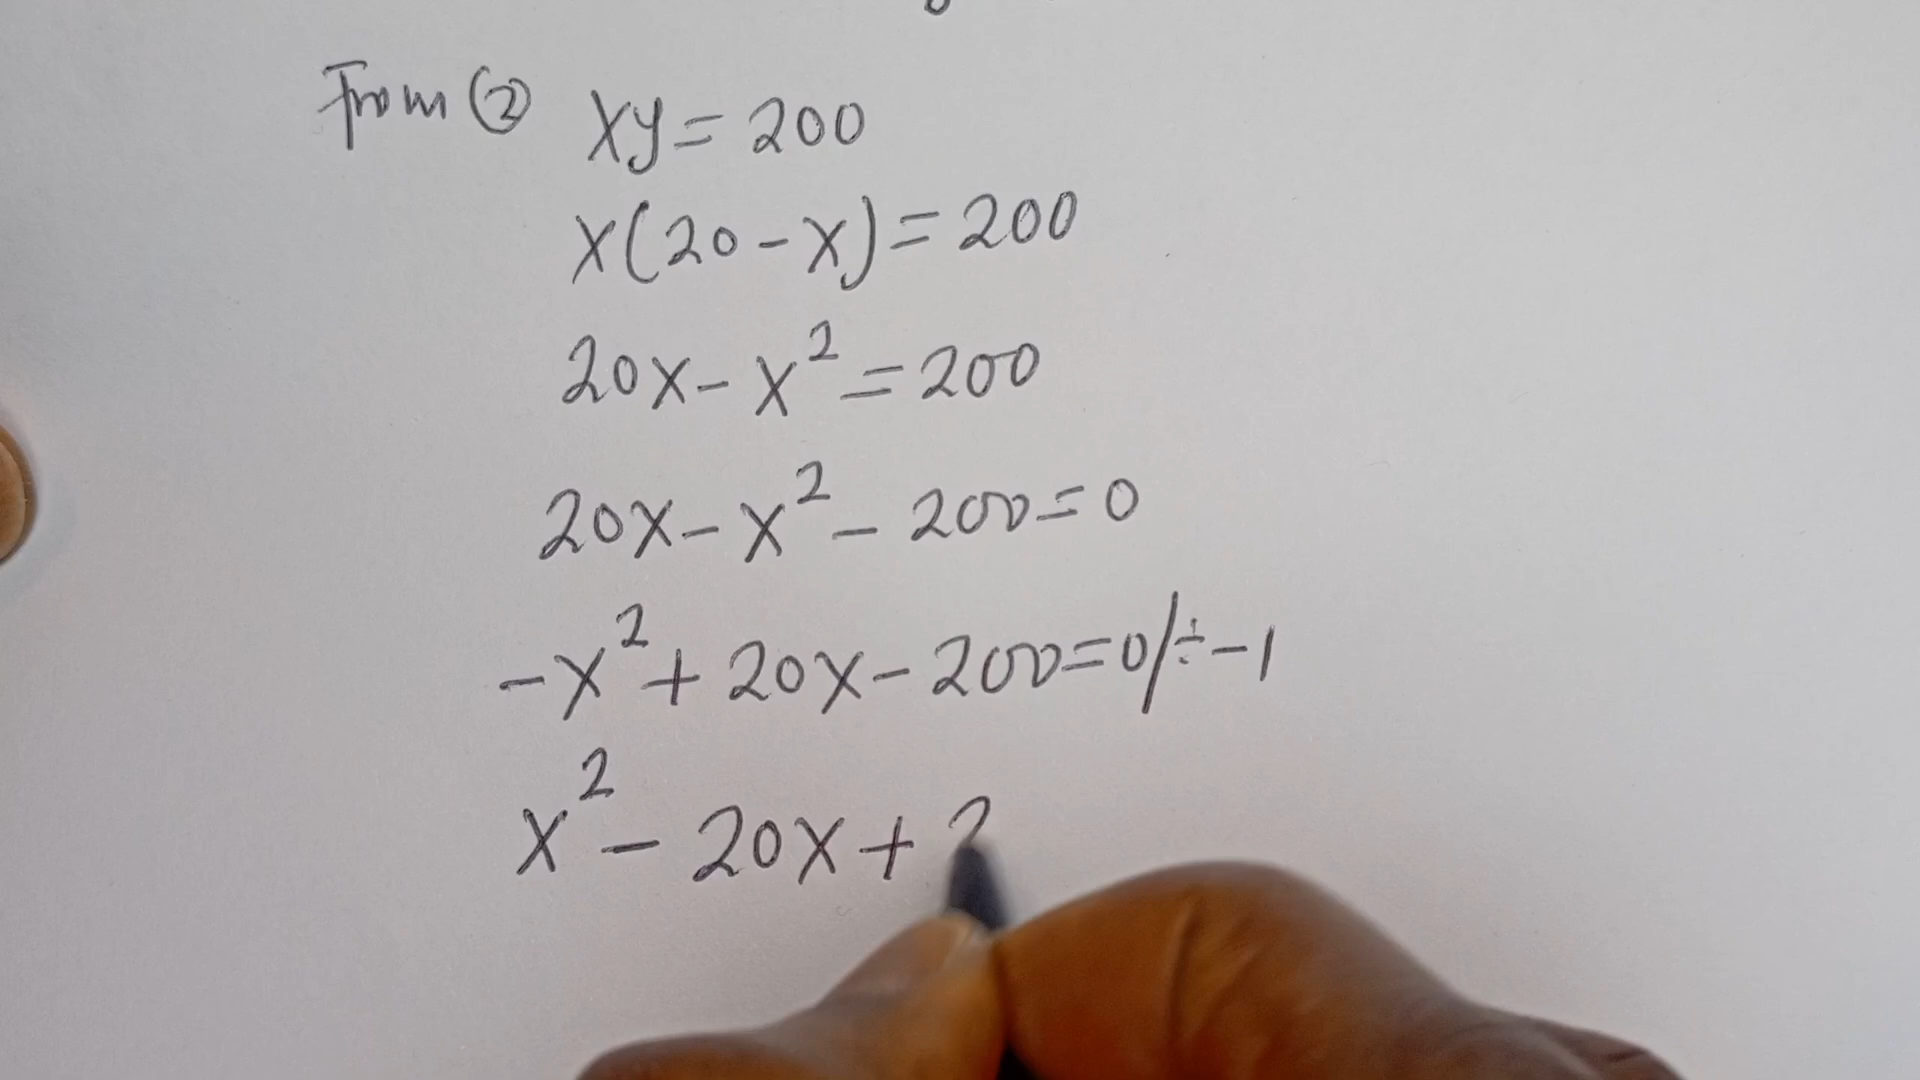 From ② xy = 200
x(20 - x) = 200
20x - x² = 200
20x - x² - 200 = 0
-x² + 20x - 200 = 0 / ÷ -1
x² - 20x + 2